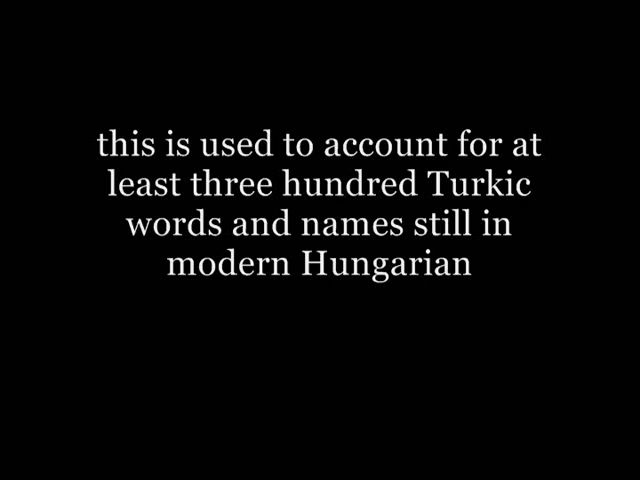 this is used to account for at
least three hundred Turkic
words and names still in
modern Hungarian